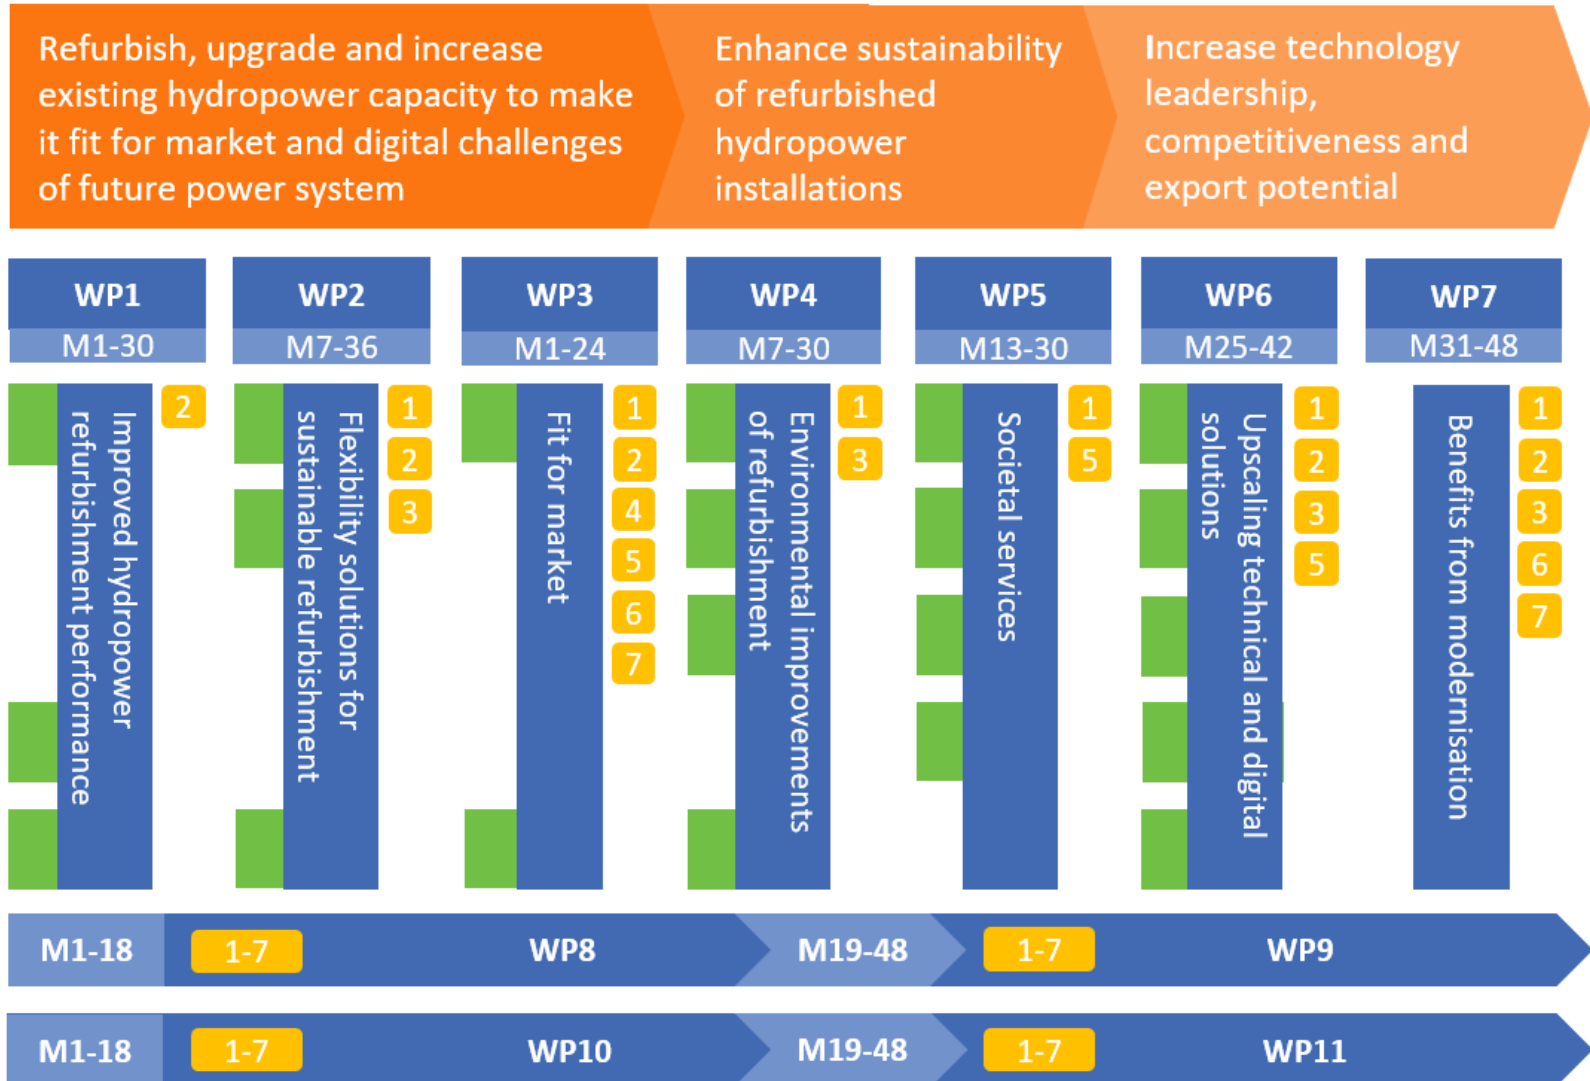 Refurbish, upgrade and increase
existing hydropower capacity to make
it fit for market and digital challenges
of future power system
Enhance sustainability
of refurbished
hydropower
installations
Increase technology
leadership,
competitiveness and
export potential
WP1
M1-30
Improved hydropower
refurbishment performance
2
WP2
M7-36
Flexibility solutions for
sustainable refurbishment
1
2
3
WP3
M1-24
Fit for market
1
2
4
5
6
7
WP4
M7-30
Environmental improvements
of refurbishment
1
3
WP5
M13-30
Societal services
1
5
WP6
M25-42
Upscaling technical and digital
solutions
1
2
3
5
WP7
M31-48
Benefits from modernisation
1
2
3
6
7
M1-18
1-7
WP8
M19-48
1-7
WP9
M1-18
1-7
WP10
M19-48
1-7
WP11